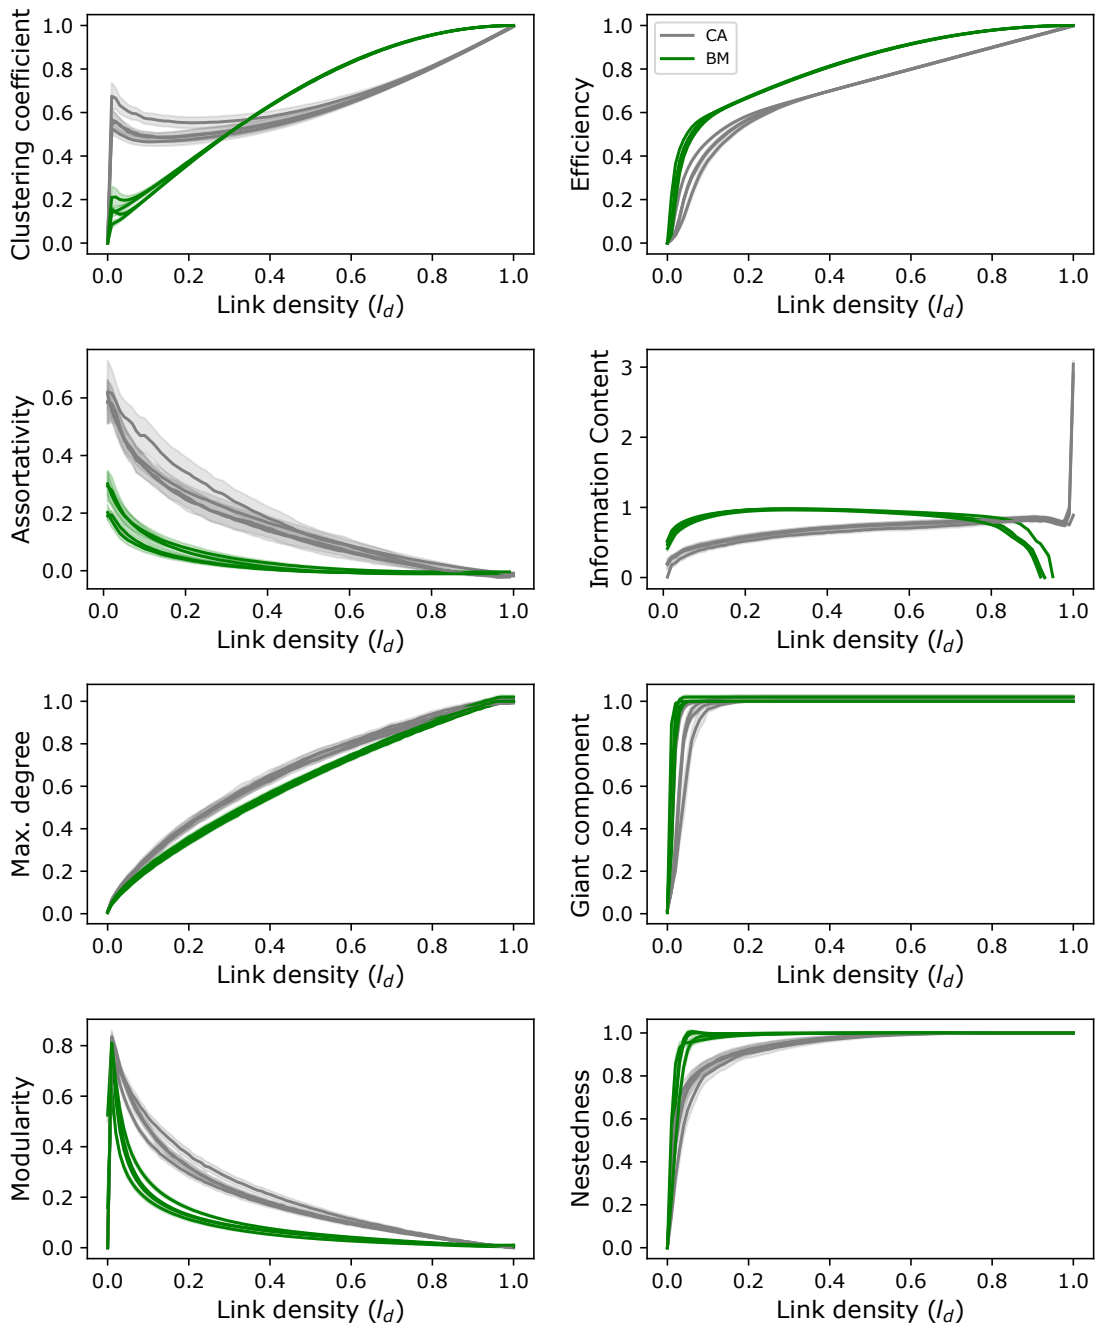 Clustering coefficient
1.0
0.8
0.6
0.4
0.2
0.0
0.0 0.2 0.4 0.6 0.8 1.0
Link density (l_d)
Efficiency
1.0
0.8
0.6
0.4
0.2
0.0
CA
BM
0.0 0.2 0.4 0.6 0.8 1.0
Link density (l_d)
Assortativity
0.6
0.4
0.2
0.0
0.0 0.2 0.4 0.6 0.8 1.0
Link density (l_d)
Information Content
3
2
1
0
0.0 0.2 0.4 0.6 0.8 1.0
Link density (l_d)
Max. degree
1.0
0.8
0.6
0.4
0.2
0.0
0.0 0.2 0.4 0.6 0.8 1.0
Link density (l_d)
Giant component
1.0
0.8
0.6
0.4
0.2
0.0
0.0 0.2 0.4 0.6 0.8 1.0
Link density (l_d)
Modularity
0.8
0.6
0.4
0.2
0.0
0.0 0.2 0.4 0.6 0.8 1.0
Link density (l_d)
Nestedness
1.0
0.8
0.6
0.4
0.2
0.0
0.0 0.2 0.4 0.6 0.8 1.0
Link density (l_d)